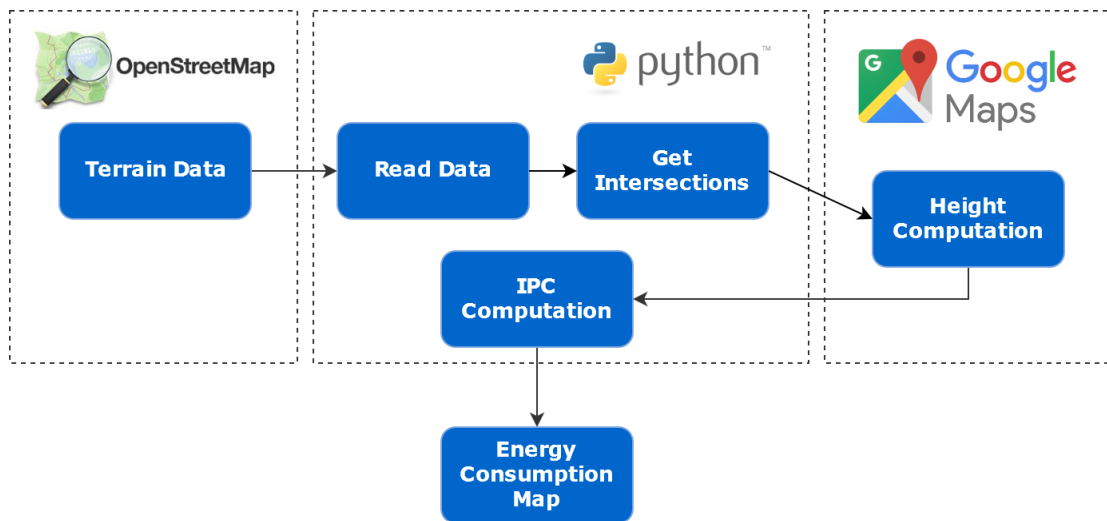 OpenStreetMap
python™
G
Google
Maps
Terrain Data
Read Data
Get
Intersections
Height
Computation
IPC
Computation
Energy
Consumption
Map